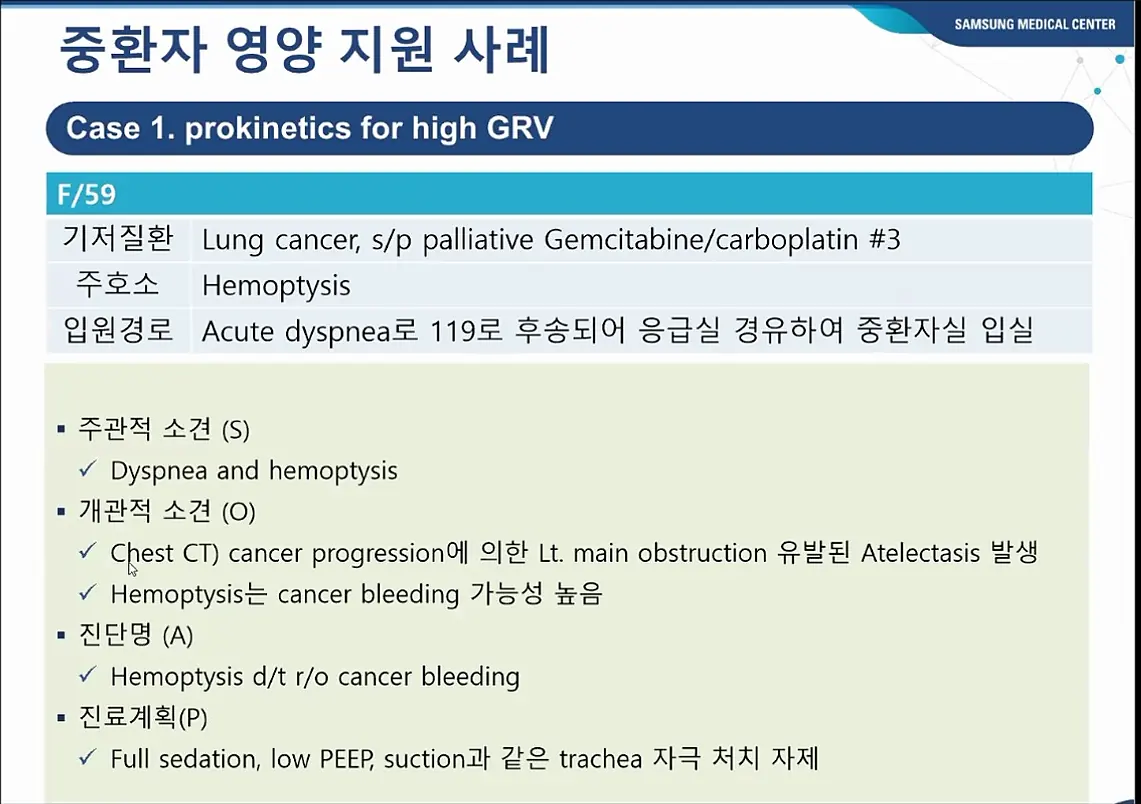 SAMSUNG MEDICAL CENTER
중환자 영양 지원 사례
Case 1. prokinetics for high GRV
F/59
기저질환 Lung cancer, s/p palliative Gemcitabine/carboplatin #3
주호소 Hemoptysis
입원경로 Acute dyspnea로 119로 후송되어 응급실 경유하여 중환자실 입실
▪ 주관적 소견 (S)
✓ Dyspnea and hemoptysis
▪ 개관적 소견 (O)
✓ Chest CT) cancer progression에 의한 Lt. main obstruction 유발된 Atelectasis 발생
✓ Hemoptysis는 cancer bleeding 가능성 높음
▪ 진단명 (A)
✓ Hemoptysis d/t r/o cancer bleeding
▪ 진료계획(P)
✓ Full sedation, low PEEP, suction과 같은 trachea 자극 처치 자제